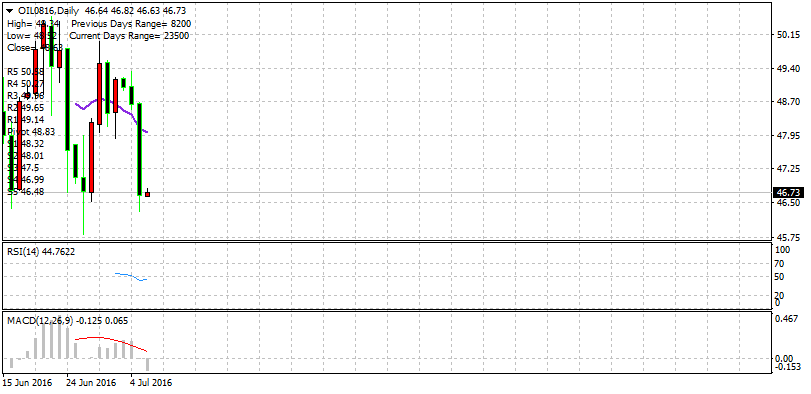 OIL0816,Daily 46.64 46.82 46.63 46.73
High= 48.34 Previous Days Range= 8200
Low= 48.52 Current Days Range= 23500
Close= 48.63
R5 50.68
R4 50.17
R3 49.98
R2 49.65
R1 49.14
Pivot 48.83
S1 48.32
S2 48.01
S3 47.5
S4 46.99
S5 46.48
50.15
49.40
48.70
47.95
47.25
46.73
46.50
45.75
RSI(14) 44.7622
100
70
50
20
0
MACD(12,26,9) -0.125 0.065
0.467
0.00
-0.153
15 Jun 2016
24 Jun 2016
4 Jul 2016